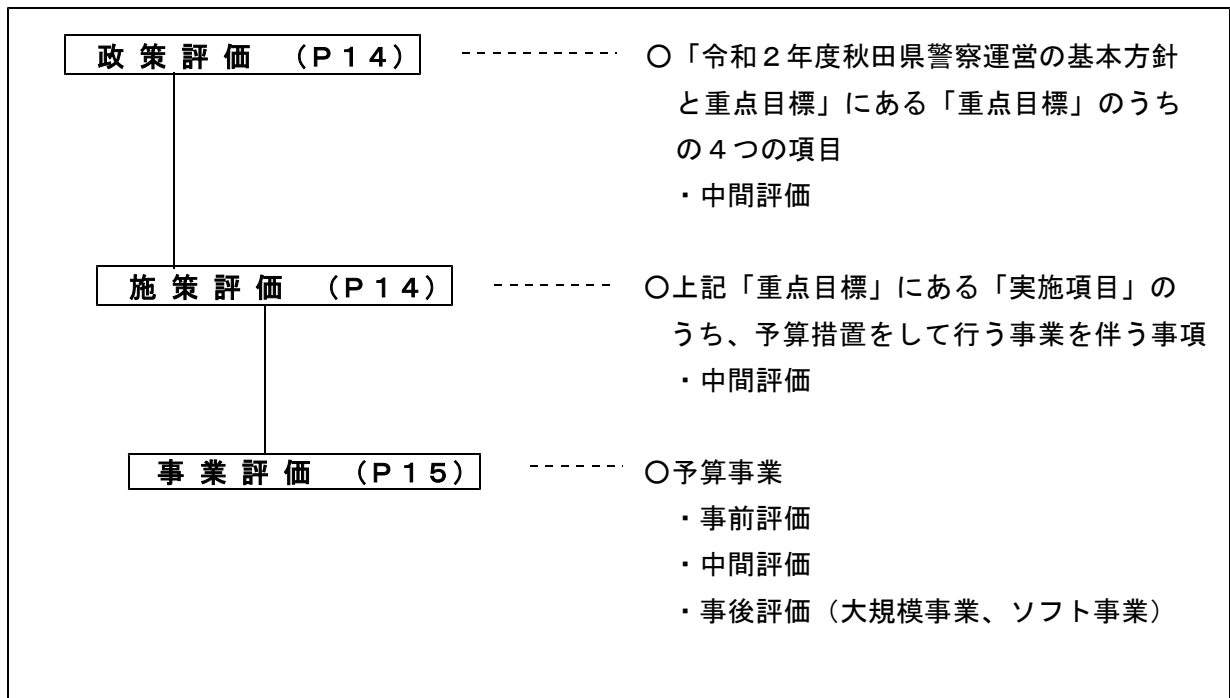 政策評価 (P14)
〇「令和２年度秋田県警察運営の基本方針
と重点目標」にある「重点目標」のうち
の４つの項目
・中間評価
施策評価 (P14)
〇上記「重点目標」にある「実施項目」の
うち、予算措置をして行う事業を伴う事項
・中間評価
事業評価 (P15)
〇予算事業
・事前評価
・中間評価
・事後評価（大規模事業、ソフト事業）